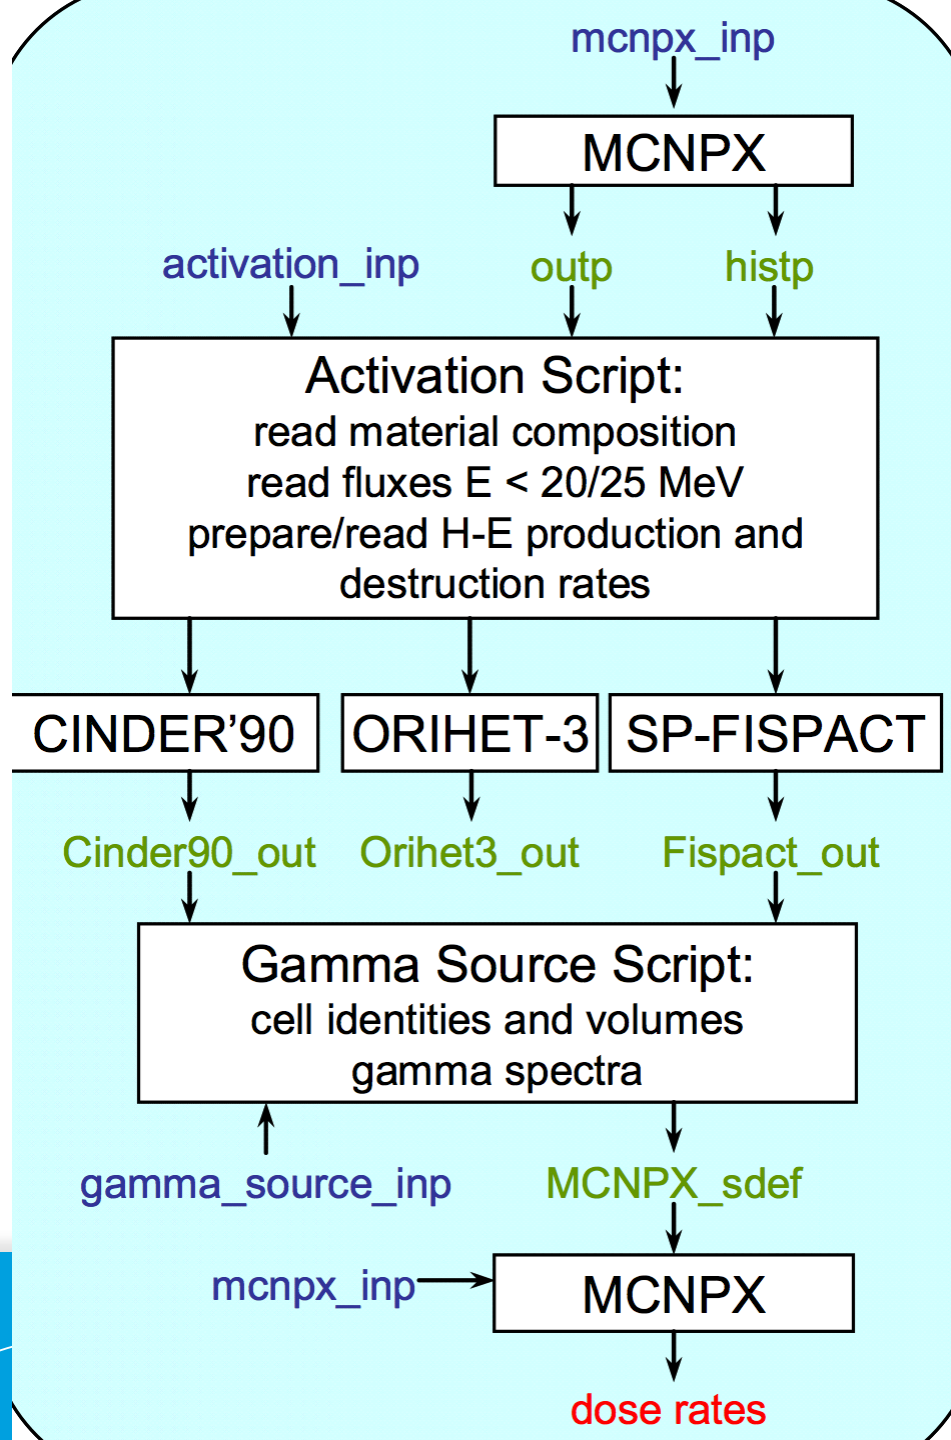 mcnpx_inp
MCNPX
activation_inp
outp
histp
Activation Script:
read material composition
read fluxes E < 20/25 MeV
prepare/read H-E production and
destruction rates
CINDER’90
ORIHET-3
SP-FISPACT
Cinder90_out
Orihet3_out
Fispact_out
Gamma Source Script:
cell identities and volumes
gamma spectra
gamma_source_inp
MCNPX_sdef
mcnpx_inp
MCNPX
dose rates